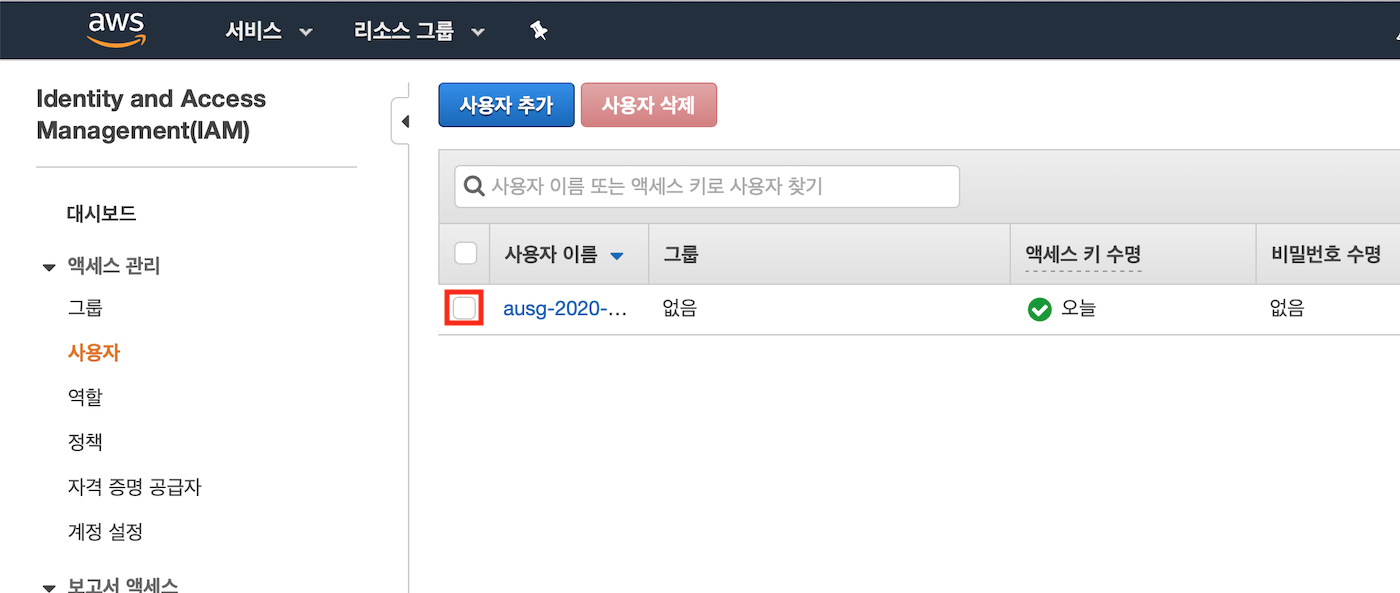 aws
서비스
리소스 그룹
Identity and Access
Management(IAM)
대시보드
액세스 관리
그룹
사용자
역할
정책
자격 증명 공급자
계정 설정
보고서 액세스
사용자 추가
사용자 삭제
사용자 이름 또는 액세스 키로 사용자 찾기
사용자 이름
그룹
액세스 키 수명
비밀번호 수명
ausg-2020-...
없음
오늘
없음